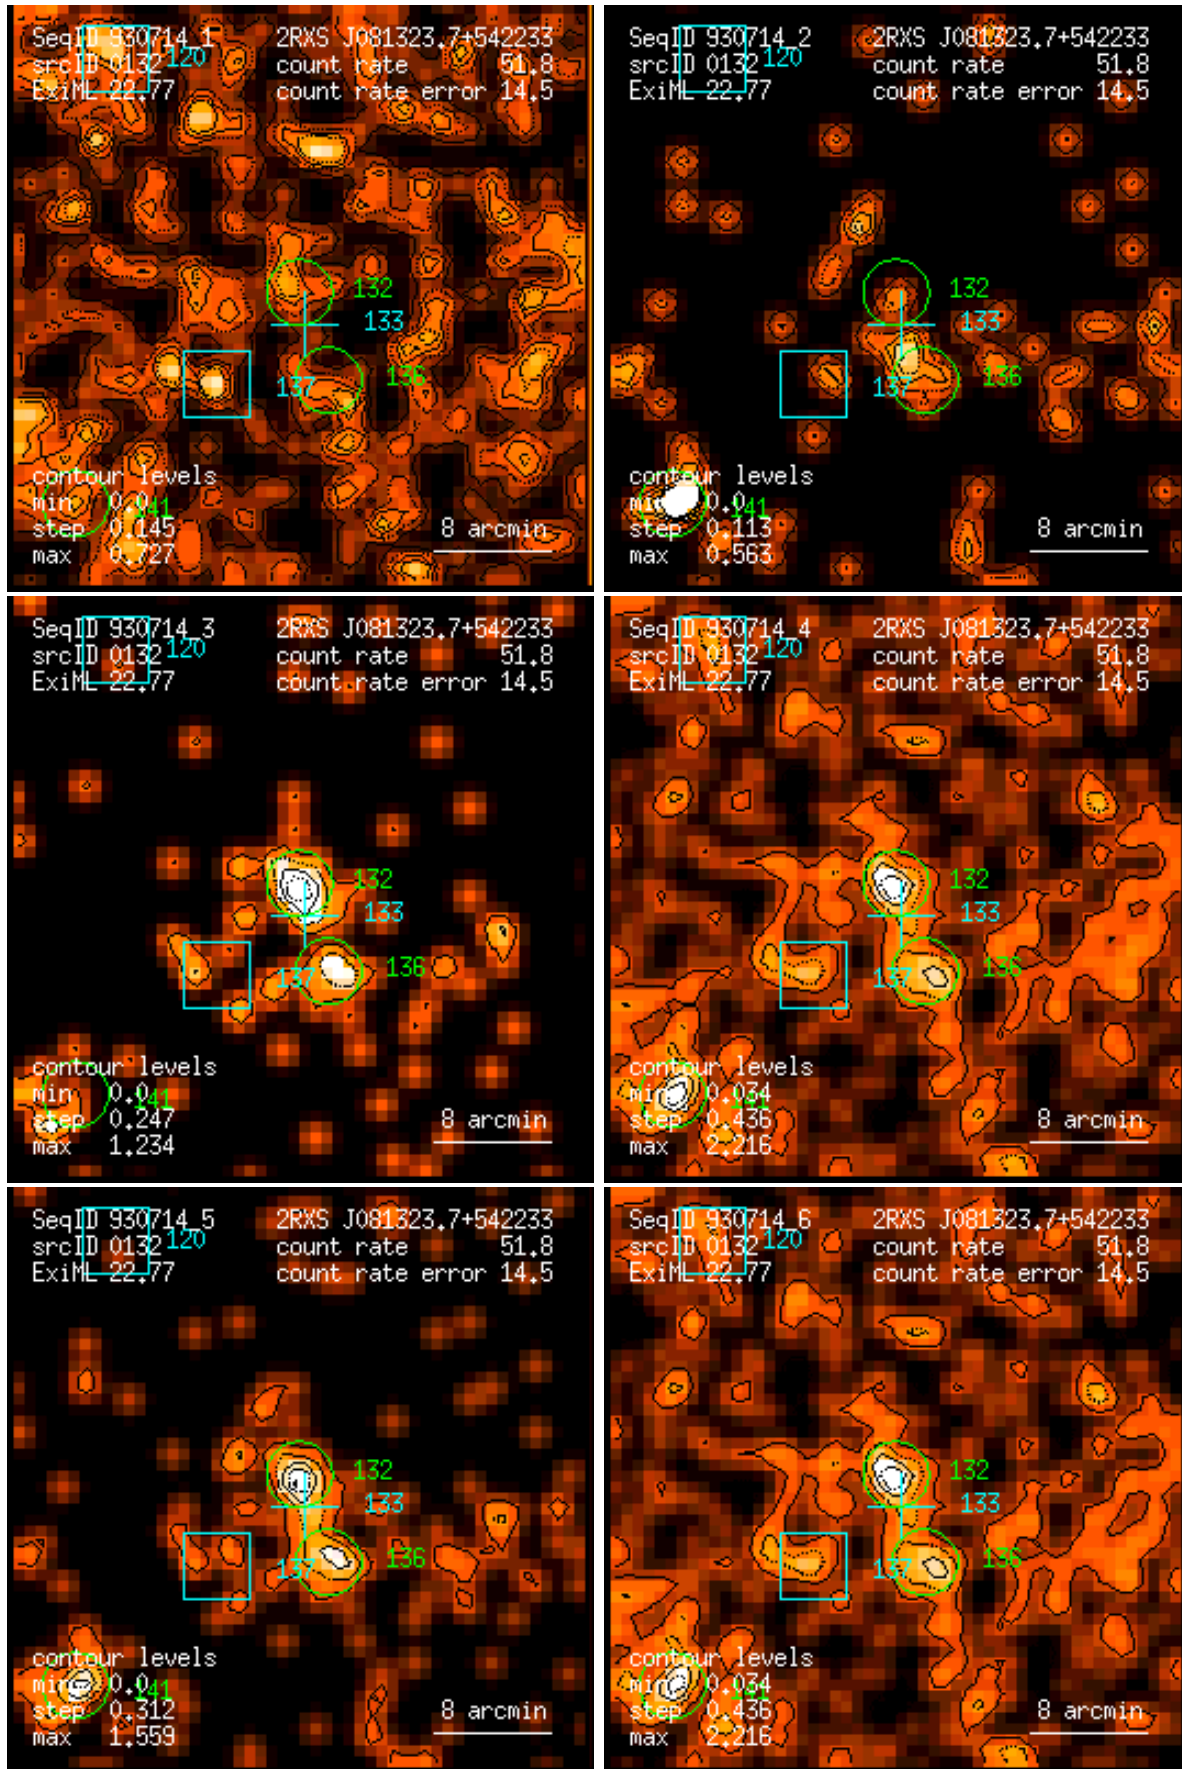 SeqID 930714_1 2RXS J081323.7+542233
srcID 0132 120 count rate 51.8
ExiML 22.77 count rate error 14.5
132
133
137 136
contour levels
min 0.0
141
step 0.145 8 arcmin
max 0.727
SeqID 930714_2 2RXS J081323.7+542233
srcID 0132 120 count rate 51.8
ExiML 22.77 count rate error 14.5
132
133
137 136
contour levels
min 0.0
141
step 0.113 8 arcmin
max 0.563
SeqID 930714_3 2RXS J081323.7+542233
srcID 0132 120 count rate 51.8
ExiML 22.77 count rate error 14.5
132
133
137 136
contour levels
min 0.0
141
step 0.247 8 arcmin
max 1.234
SeqID 930714_4 2RXS J081323.7+542233
srcID 0132 120 count rate 51.8
ExiML 22.77 count rate error 14.5
132
133
137 136
contour levels
min 0.034
141
step 0.436 8 arcmin
max 2.216
SeqID 930714_5 2RXS J081323.7+542233
srcID 0132 120 count rate 51.8
ExiML 22.77 count rate error 14.5
132
133
137 136
contour levels
min 0.0
141
step 0.312 8 arcmin
max 1.559
SeqID 930714_6 2RXS J081323.7+542233
srcID 0132 120 count rate 51.8
ExiML 22.77 count rate error 14.5
132
133
137 136
contour levels
min 0.034
141
step 0.436 8 arcmin
max 2.216